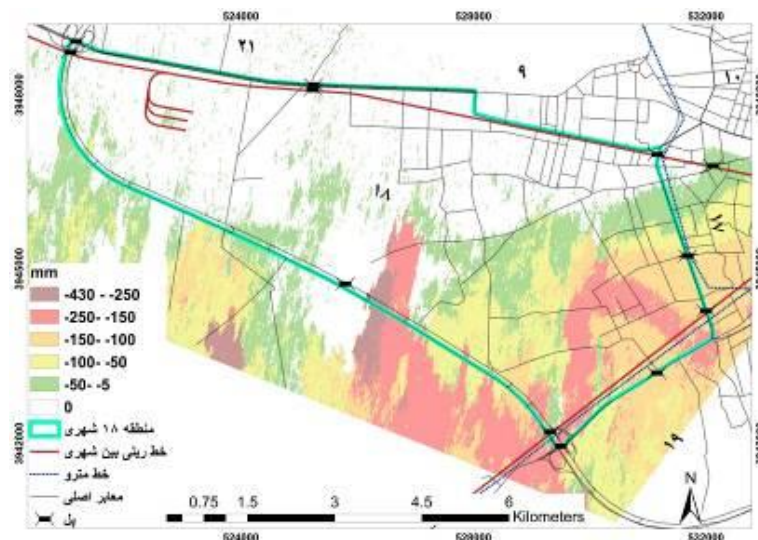 524000 528000 532000
۲۱
۹
۱۰
3948000
۱۸
۱۷
3945000
mm
-430 - -250
-250 - -150
-150 - -100
-100 - -50
-50 - -5
0
منطقه ۱۸ شهری
خط ریلی بین شهری
خط مترو
معابر اصلی
پل
3942000
۱۹
N
0.75 1.5 3 4.5 6
Kilometers
524000 528000 532000